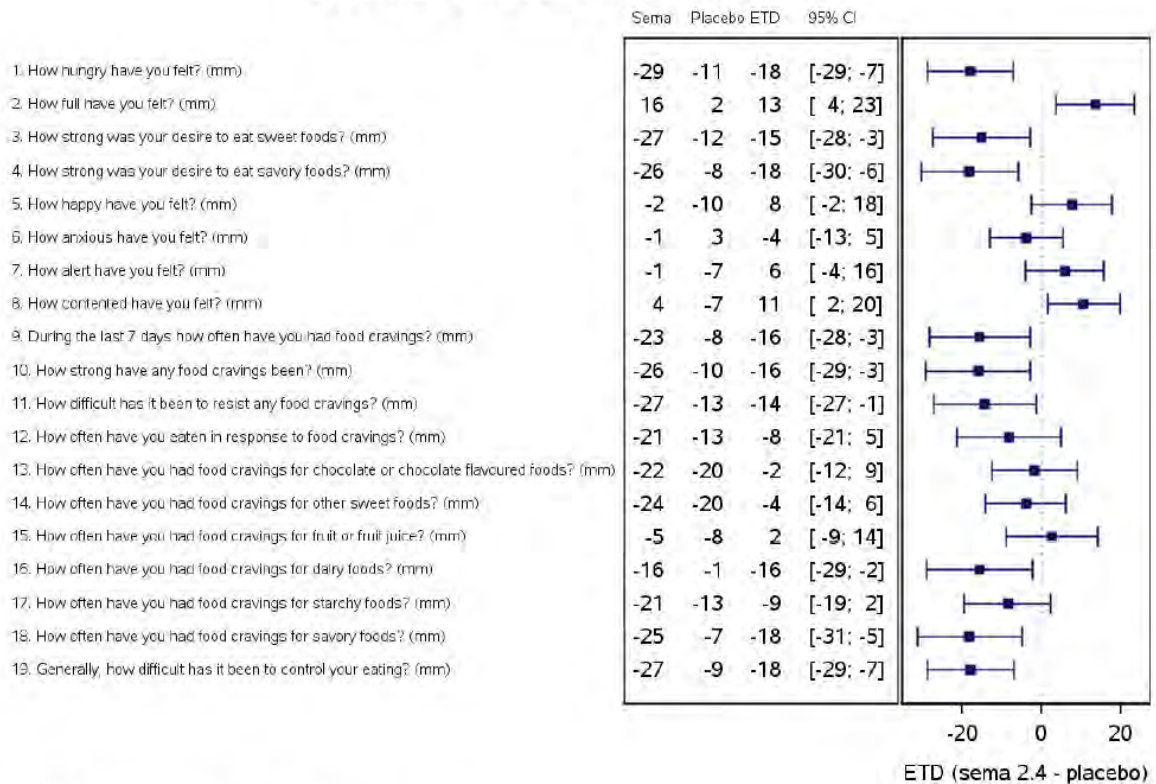 Sema Placebo ETD 95% CI
1. How hungry have you felt? (mm) -29 -11 -18 [-29; -7]
2. How full have you felt? (mm) 16 2 13 [ 4; 23]
3. How strong was your desire to eat sweet foods? (mm) -27 -12 -15 [-28; -3]
4. How strong was your desire to eat savory foods? (mm) -26 -8 -18 [-30; -6]
5. How happy have you felt? (mm) -2 -10 8 [ -2; 18]
6. How anxious have you felt? (mm) -1 3 -4 [-13; 5]
7. How alert have you felt? (mm) -1 -7 6 [ -4; 16]
8. How contented have you felt? (mm) 4 -7 11 [ 2; 20]
9. During the last 7 days how often have you had food cravings? (mm) -23 -8 -16 [-28; -3]
10. How strong have any food cravings been? (mm) -26 -10 -16 [-29; -3]
11. How difficult has it been to resist any food cravings? (mm) -27 -13 -14 [-27; -1]
12. How often have you eaten in response to food cravings? (mm) -21 -13 -8 [-21; 5]
13. How often have you had food cravings for chocolate or chocolate flavoured foods? (mm) -22 -20 -2 [-12; 9]
14. How often have you had food cravings for other sweet foods? (mm) -24 -20 -4 [-14; 6]
15. How often have you had food cravings for fruit or fruit juice? (mm) -5 -8 2 [ -9; 14]
16. How often have you had food cravings for dairy foods? (mm) -16 -1 -16 [-29; -2]
17. How often have you had food cravings for starchy foods? (mm) -21 -13 -9 [-19; 2]
18. How often have you had food cravings for savory foods? (mm) -25 -7 -18 [-31; -5]
19. Generally, how difficult has it been to control your eating? (mm) -27 -9 -18 [-29; -7]
-20 0 20
ETD (sema 2.4 - placebo)